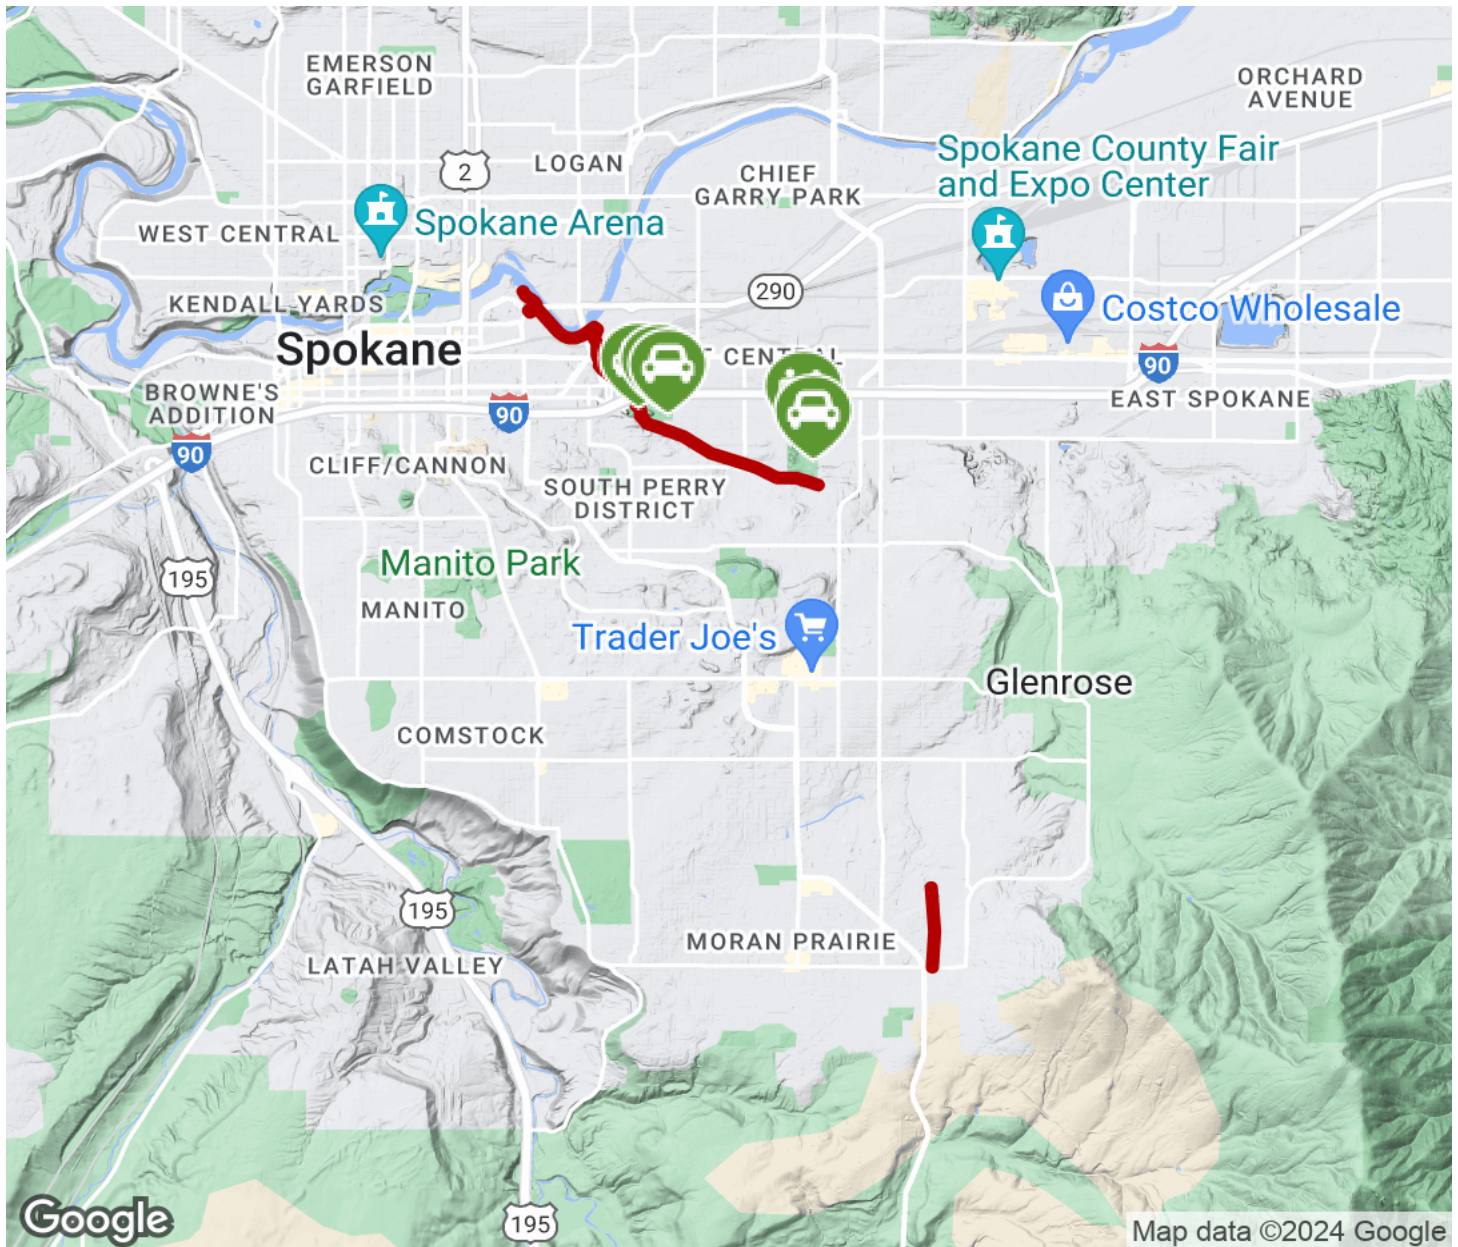 EMERSON
GARFIELD
ORCHARD
AVENUE
2
LOGAN
CHIEF
GARRY PARK
Spokane County Fair
and Expo Center
WEST CENTRAL
Spokane Arena
KENDALL YARDS
290
Costco Wholesale
Spokane
CENTRAL
90
BROWNE'S
ADDITION
90
EAST SPOKANE
90
CLIFF/CANNON
SOUTH PERRY
DISTRICT
195
Manito Park
MANITO
Trader Joe's
Glenrose
COMSTOCK
195
MORAN PRAIRIE
LATAH VALLEY
195
Google
Map data ©2024 Google